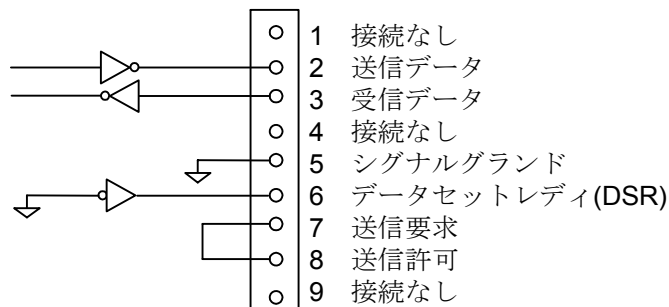 1 接続なし
2 送信データ
3 受信データ
4 接続なし
5 シグナルグランド
6 データセットレディ(DSR)
7 送信要求
8 送信許可
9 接続なし